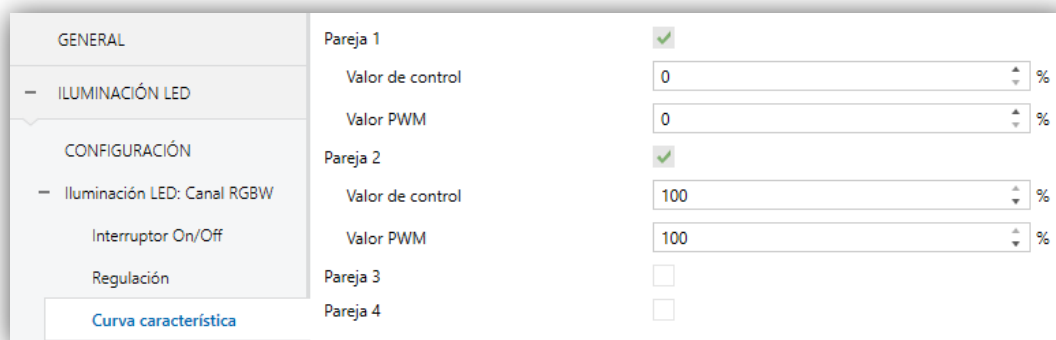 GENERAL
ILUMINACIÓN LED
CONFIGURACIÓN
Iluminación LED: Canal RGBW
Interruptor On/Off
Regulación
Curva característica
Pareja 1
Valor de control 0 %
Valor PWM 0 %
Pareja 2
Valor de control 100 %
Valor PWM 100 %
Pareja 3
Pareja 4